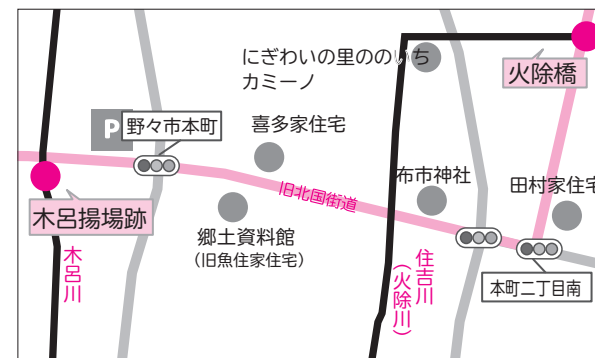 にぎわいの里ののいち
カミーノ
火除橋
P
野々市本町
喜多家住宅
旧北国街道
布市神社
田村家住宅
木呂揚場跡
郷土資料館
（旧魚住家住宅）
木呂川
住吉川
（火除川）
本町二丁目南